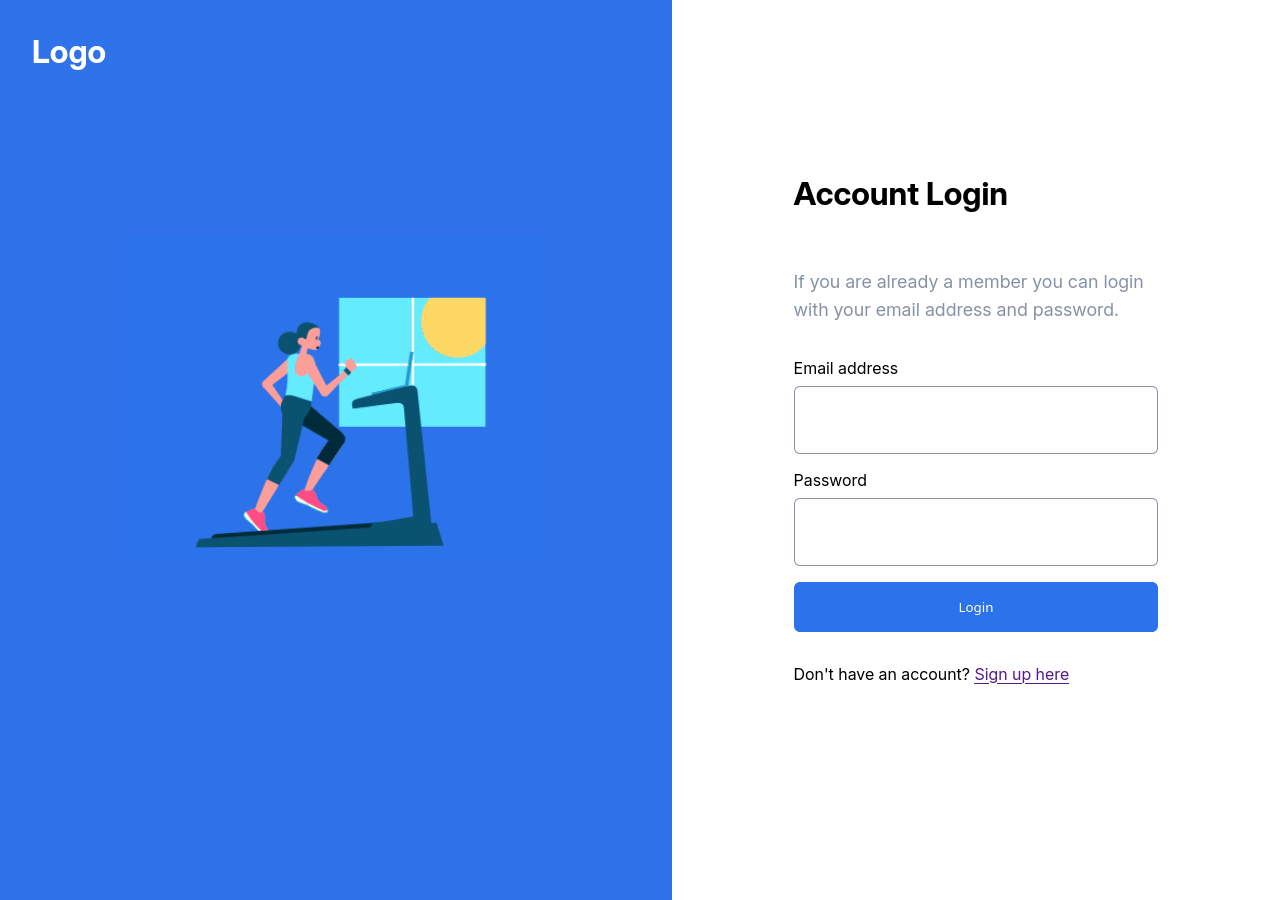 Logo
Account Login
If you are already a member you can login
with your email address and password.
Email address
Password
Login
Don't have an account? Sign up here